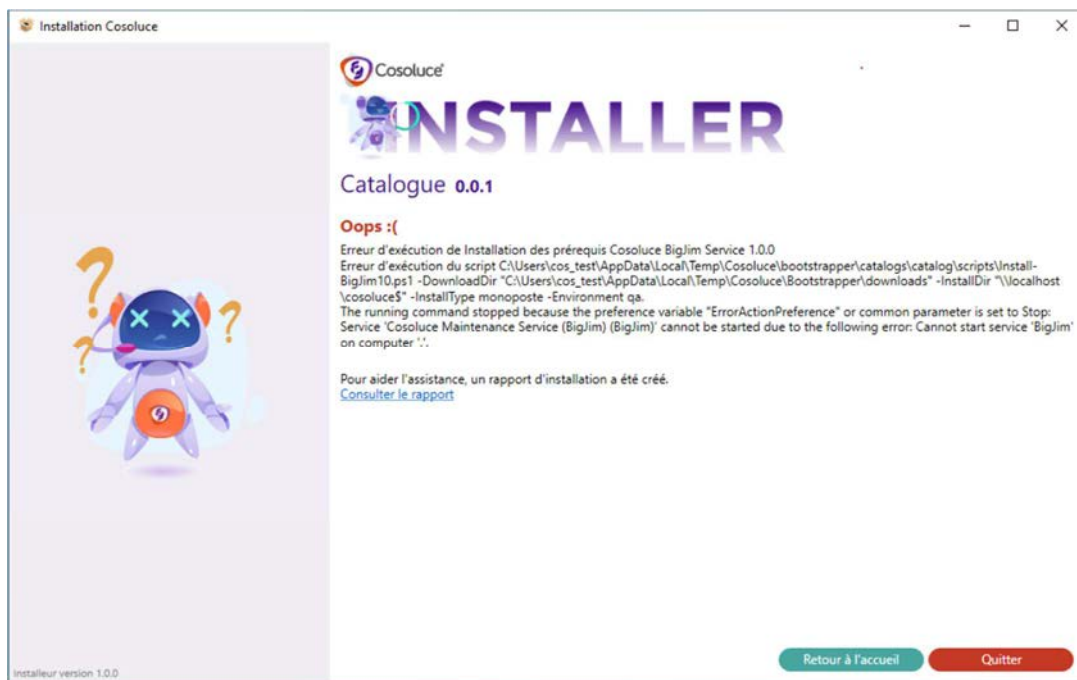 Installation Cosoluce
Cosoluce
INSTALLER
Catalogue 0.0.1
Oops :(
Erreur d'exécution de Installation des prérequis Cosoluce BigJim Service 1.0.0
Erreur d'exécution du script C:\Users\cos_test\AppData\Local\Temp\Cosoluce\bootstrapper\catalogs\catalog\scripts\Install-
BigJim10.ps1 -DownloadDir "C:\Users\cos_test\AppData\Local\Temp\Cosoluce\Bootstrapper\downloads" -InstallDir "\\localhost
\cosoluce$" -InstallType monoposte -Environment qa.
The running command stopped because the preference variable "ErrorActionPreference" or common parameter is set to Stop:
Service 'Cosoluce Maintenance Service (BigJim) (BigJim)' cannot be started due to the following error: Cannot start service 'BigJim'
on computer '.'.
Pour aider l'assistance, un rapport d'installation a été créé.
Consulter le rapport
Retour à l'accueil
Quitter
Installeur version 1.0.0